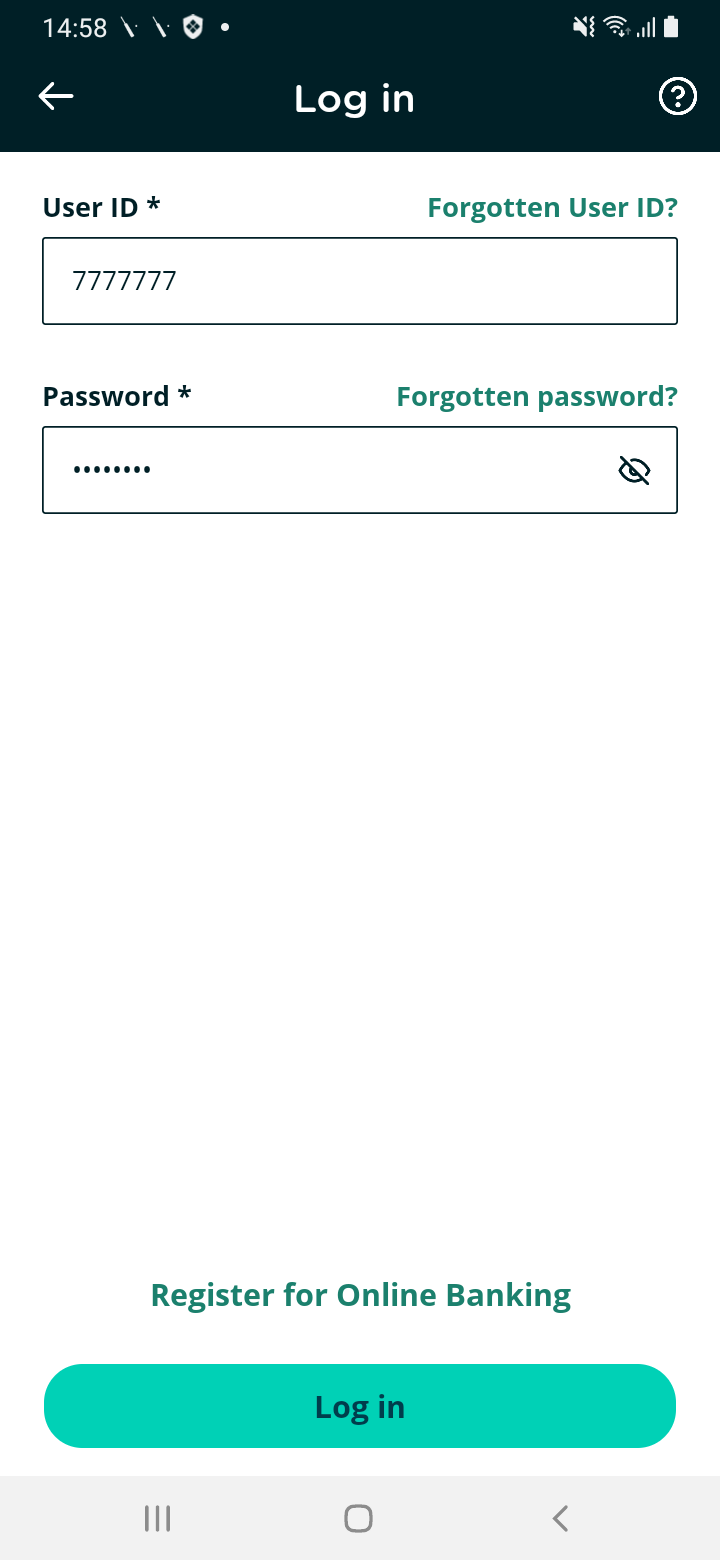 14:58
Log in
User ID * Forgotten User ID?
7777777
Password * Forgotten password?
••••••••
Register for Online Banking
Log in